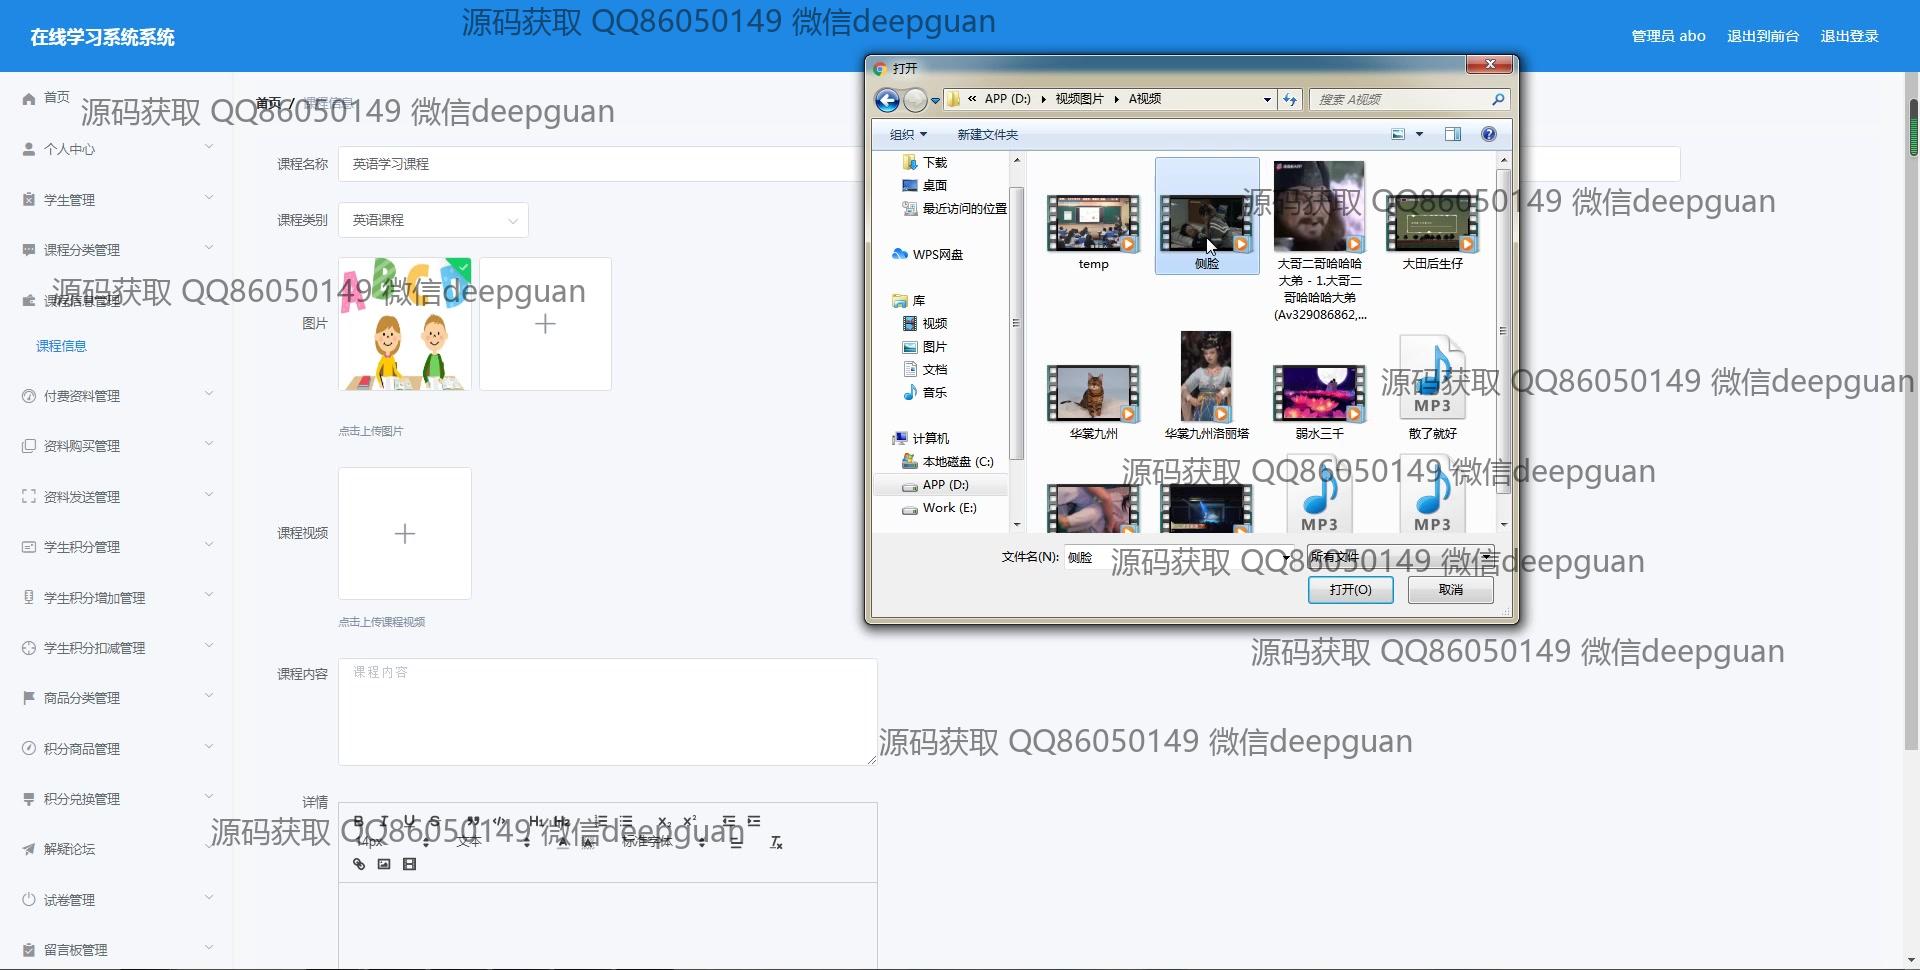 在线学习系统系统
源码获取 QQ86050149 微信deepguan
管理员 abo
退出到前台
退出登录
首页
源码获取 QQ86050149 微信deepguan
个人中心
学生管理
课程分类管理
源码获取 QQ86050149 微信deepguan
课程信息管理
课程信息
付费资料管理
资料购买管理
资料发送管理
学生积分管理
学生积分增加管理
学生积分扣减管理
商品分类管理
积分商品管理
积分兑换管理
解疑论坛
试卷管理
留言板管理
首页 / 课程信息
课程名称
英语学习课程
课程类别
英语课程
图片
ABCD
点击上传图片
课程视频
点击上传课程视频
课程内容
课程内容
详情
B I U S ” </> H1 H2 X2 X2
14px 文本 A A 标准字体 Tx
源码获取 QQ86050149 微信deepguan
打开
« APP (D:) ▸ 视频图片 ▸ A视频
搜索 A视频
组织 ▼
新建文件夹
下载
桌面
最近访问的位置
WPS网盘
库
视频
图片
文档
音乐
计算机
本地磁盘 (C:)
APP (D:)
Work (E:)
源码获取 QQ86050149 微信deepguan
temp
侧脸
大哥二哥哈哈哈
大弟 - 1.大哥二
哥哈哈哈大弟
(Av329086862,...
大田后生仔
源码获取 QQ86050149 微信deepguan
MP3
华裳九州
华裳九州洛丽塔
弱水三千
散了就好
源码获取 QQ86050149 微信deepguan
MP3
MP3
文件名(N):
侧脸
所有文件
源码获取 QQ86050149 微信deepguan
打开(O)
取消
源码获取 QQ86050149 微信deepguan
源码获取 QQ86050149 微信deepguan